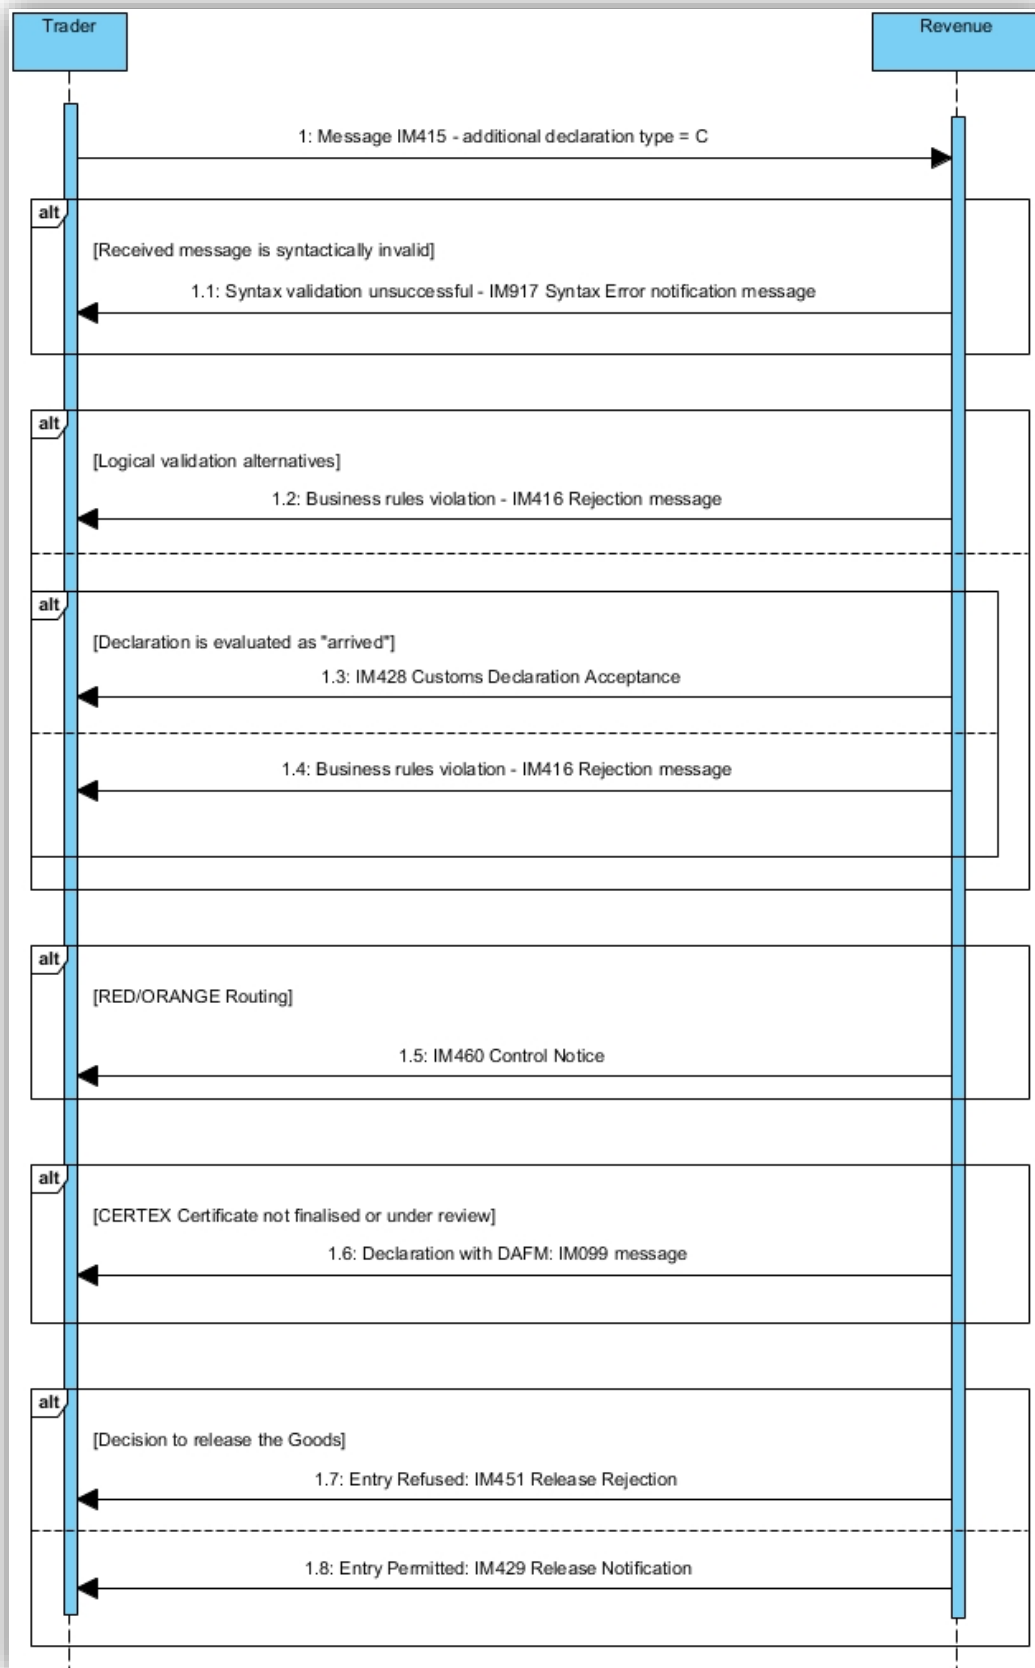 Trader
Revenue
1: Message IM415 - additional declaration type = C
alt
[Received message is syntactically invalid]
1.1: Syntax validation unsuccessful - IM917 Syntax Error notification message
alt
[Logical validation alternatives]
1.2: Business rules violation - IM416 Rejection message
alt
[Declaration is evaluated as "arrived"]
1.3: IM428 Customs Declaration Acceptance
1.4: Business rules violation - IM416 Rejection message
alt
[RED/ORANGE Routing]
1.5: IM460 Control Notice
alt
[CERTEX Certificate not finalised or under review]
1.6: Declaration with DAFM: IM099 message
alt
[Decision to release the Goods]
1.7: Entry Refused: IM451 Release Rejection
1.8: Entry Permitted: IM429 Release Notification